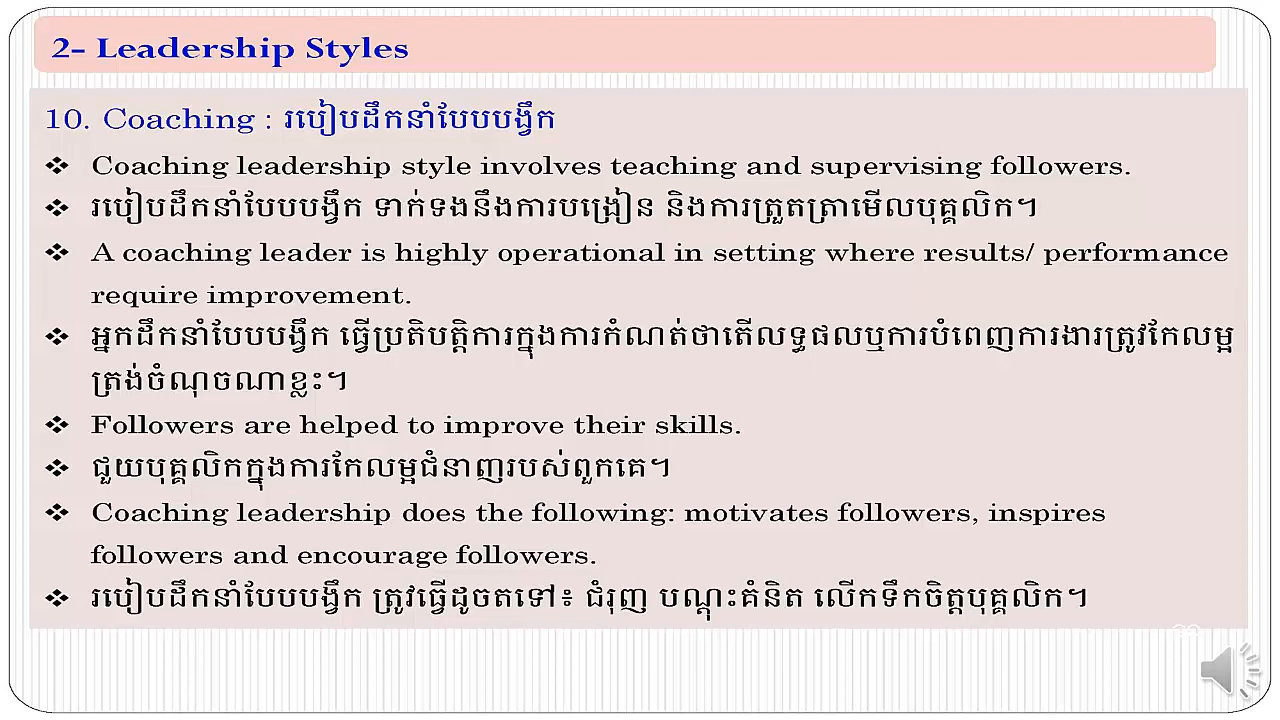 2- Leadership Styles
10. Coaching : របៀបដឹកនាំបែបបង្វឹក
❖ Coaching leadership style involves teaching and supervising followers.
❖ របៀបដឹកនាំបែបបង្វឹក ទាក់ទងនឹងការបង្រៀន និងការត្រួតត្រាមើលបុគ្គលិក។
❖ A coaching leader is highly operational in setting where results/ performance
require improvement.
❖ អ្នកដឹកនាំបែបបង្វឹក ធ្វើប្រតិបត្តិការក្នុងការកំណត់ថាតើលទ្ធផលឬការបំពេញការងារត្រូវកែលម្អ
ត្រង់ចំណុចណាខ្លះ។
❖ Followers are helped to improve their skills.
❖ ជួយបុគ្គលិកក្នុងការកែលម្អជំនាញរបស់ពួកគេ។
❖ Coaching leadership does the following: motivates followers, inspires
followers and encourage followers.
❖ របៀបដឹកនាំបែបបង្វឹក ត្រូវធ្វើដូចតទៅ៖ ជំរុញ បណ្តុះគំនិត លើកទឹកចិត្តបុគ្គលិក។